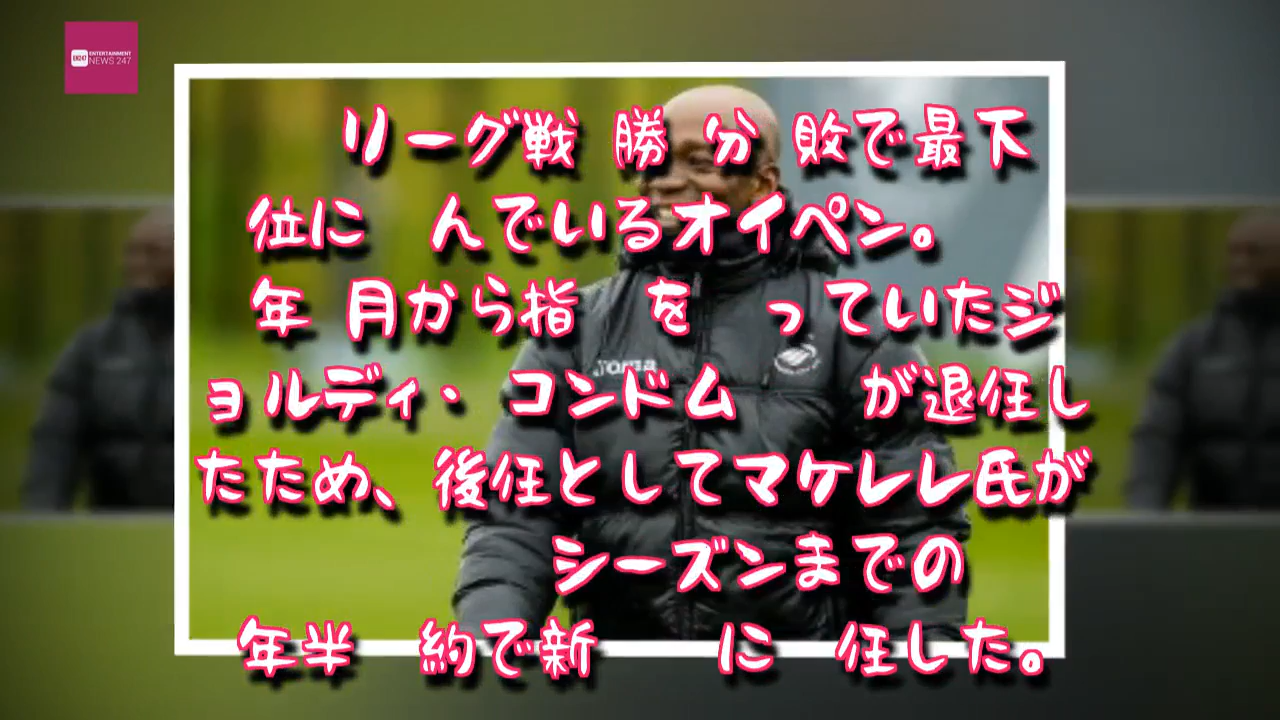 ENTERTAINMENT
NEWS 247
リーグ戦 勝 分 敗で最下
位に んでいるオイペン。
年 月から指 を っていたジ
ョルディ・コンドム が退任し
たため、後任としてマケレレ氏が
シーズンまでの
年半 約で新 に 任した。
joma